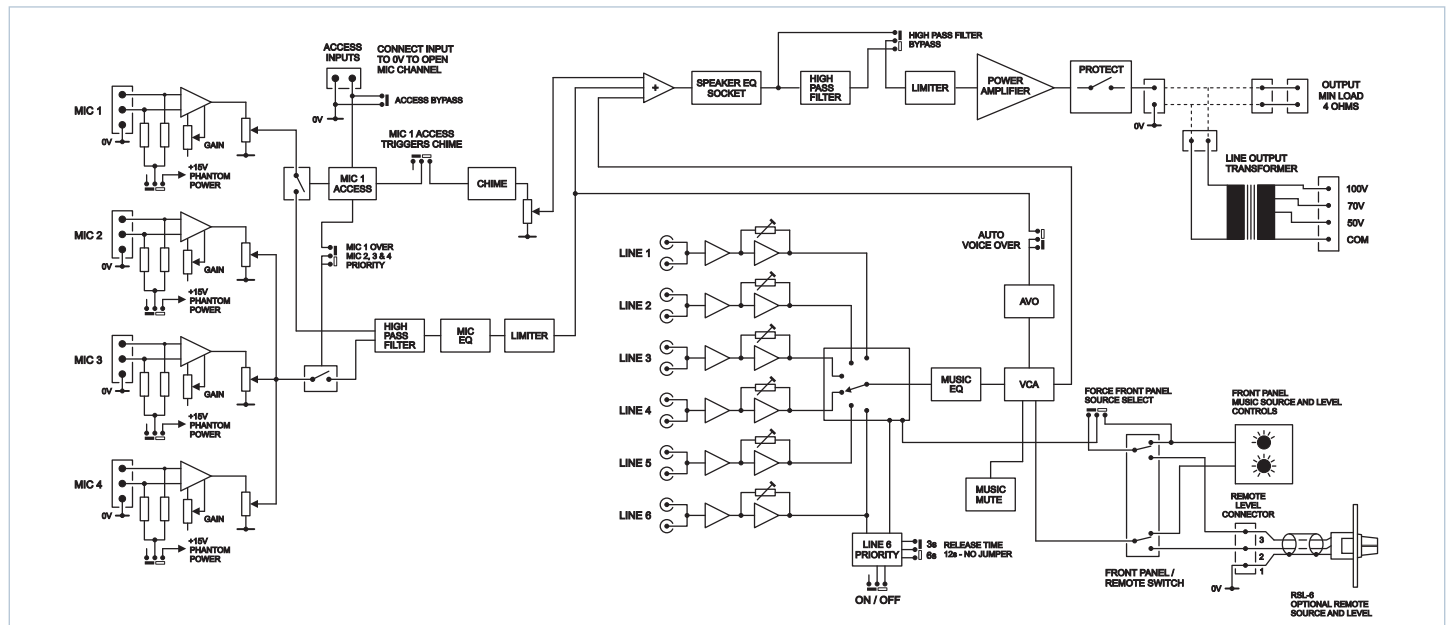 ACCESS
INPUTS
CONNECT INPUT
TO 0V TO OPEN
MIC CHANNEL
ACCESS BYPASS
0V
MIC 1
0V
GAIN
+15V
PHANTOM
POWER
MIC 1 ACCESS
TRIGGERS CHIME
MIC 1
ACCESS
CHIME
MIC 1 OVER
MIC 2, 3 & 4
PRIORITY
MIC 2
0V
GAIN
+15V
PHANTOM
POWER
MIC 3
0V
GAIN
+15V
PHANTOM
POWER
MIC 4
0V
GAIN
+15V
PHANTOM
POWER
HIGH
PASS
FILTER
MIC
EQ
LIMITER
+
SPEAKER EQ
SOCKET
HIGH
PASS
FILTER
HIGH PASS FILTER
BYPASS
LIMITER
POWER
AMPLIFIER
PROTECT
0V
OUTPUT
MIN LOAD
4 OHMS
LINE OUTPUT
TRANSFORMER
100V
70V
50V
COM
LINE 1
LINE 2
LINE 3
LINE 4
LINE 5
LINE 6
AUTO
VOICE OVER
AVO
MUSIC
EQ
VCA
MUSIC
MUTE
LINE 6
PRIORITY
3s
6s
RELEASE TIME
12s - NO JUMPER
ON / OFF
FORCE FRONT PANEL
SOURCE SELECT
FRONT PANEL
MUSIC SOURCE AND LEVEL
CONTROLS
REMOTE
LEVEL
CONNECTOR
3
2
1
0V
FRONT PANEL /
REMOTE SWITCH
RSL-6
OPTIONAL REMOTE
SOURCE AND LEVEL